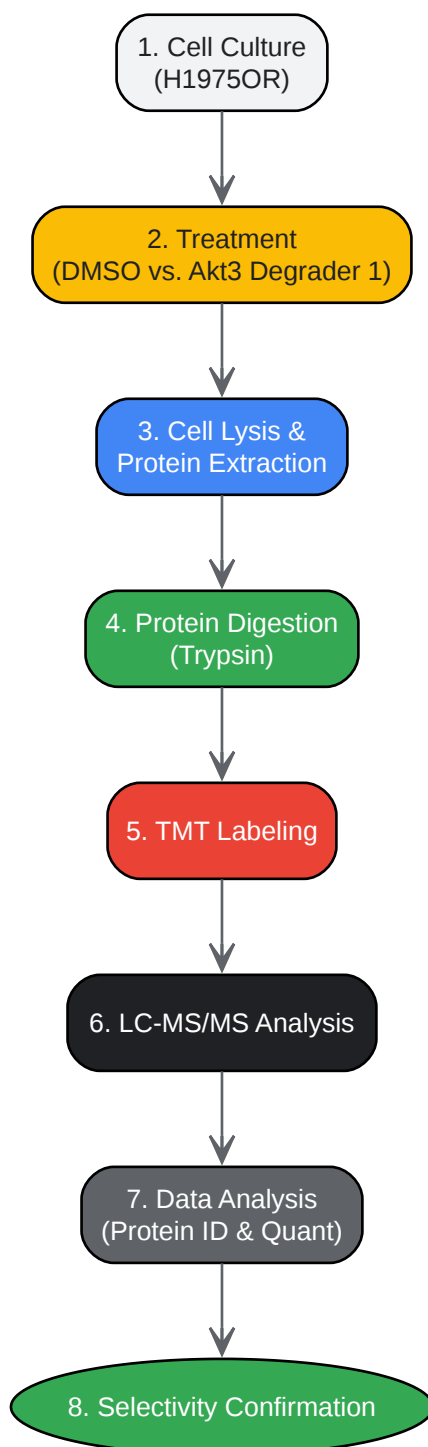 1. Cell Culture
(H1975OR)
2. Treatment
(DMSO vs. Akt3 Degrader 1)
3. Cell Lysis &
Protein Extraction
4. Protein Digestion
(Trypsin)
5. TMT Labeling
6. LC-MS/MS Analysis
7. Data Analysis
(Protein ID & Quant)
8. Selectivity Confirmation